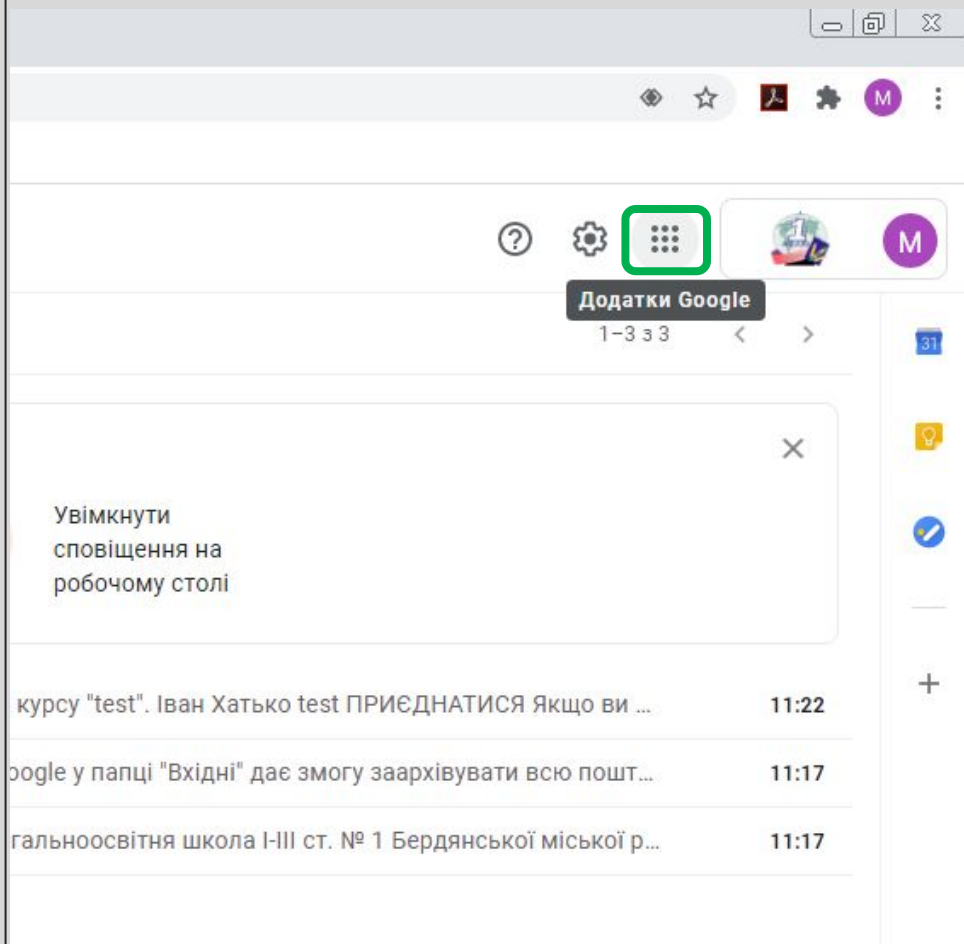 M
M
Додатки Google
1–3 з 3
31
Увімкнути
сповіщення на
робочому столі
курсу "test". Іван Хатько test ПРИЄДНАТИСЯ Якщо ви ... 11:22
oogle у папці "Вхідні" дає змогу заархівувати всю пошт... 11:17
гальноосвітня школа І-ІІІ ст. № 1 Бердянської міської р... 11:17